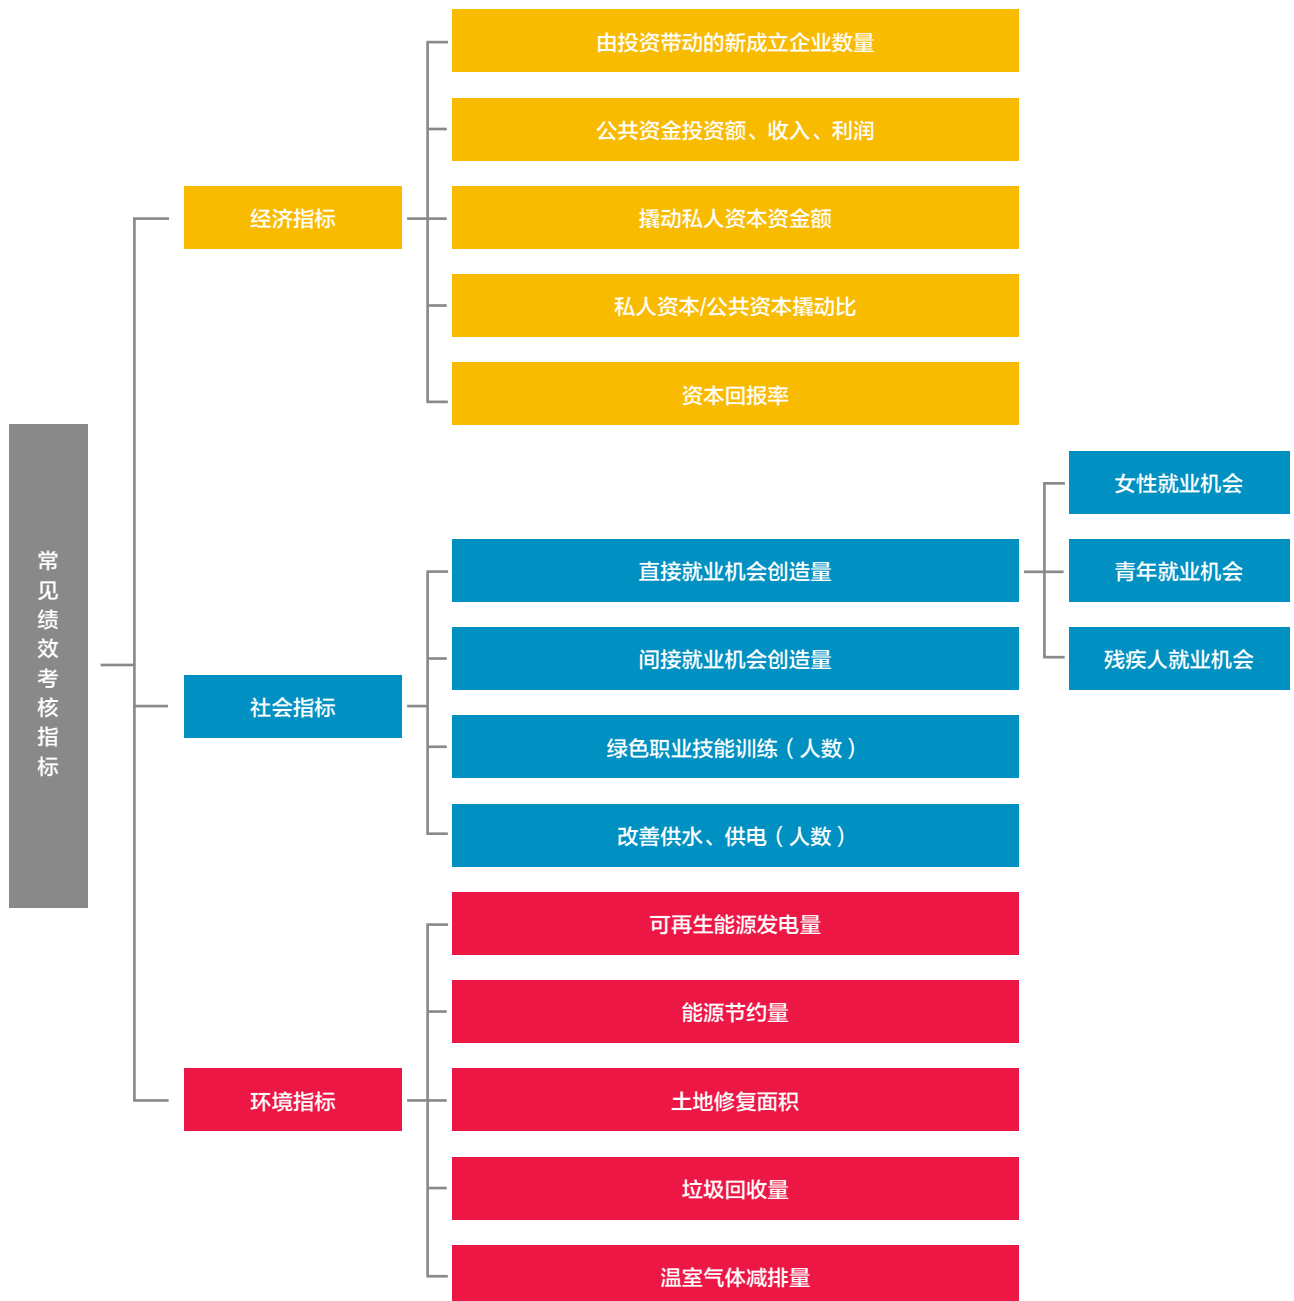 常见绩效考核指标
经济指标
由投资带动的新成立企业数量
公共资金投资额、收入、利润
撬动私人资本资金额
私人资本/公共资本撬动比
资本回报率
社会指标
直接就业机会创造量
女性就业机会
青年就业机会
残疾人就业机会
间接就业机会创造量
绿色职业技能训练（人数）
改善供水、供电（人数）
环境指标
可再生能源发电量
能源节约量
土地修复面积
垃圾回收量
温室气体减排量